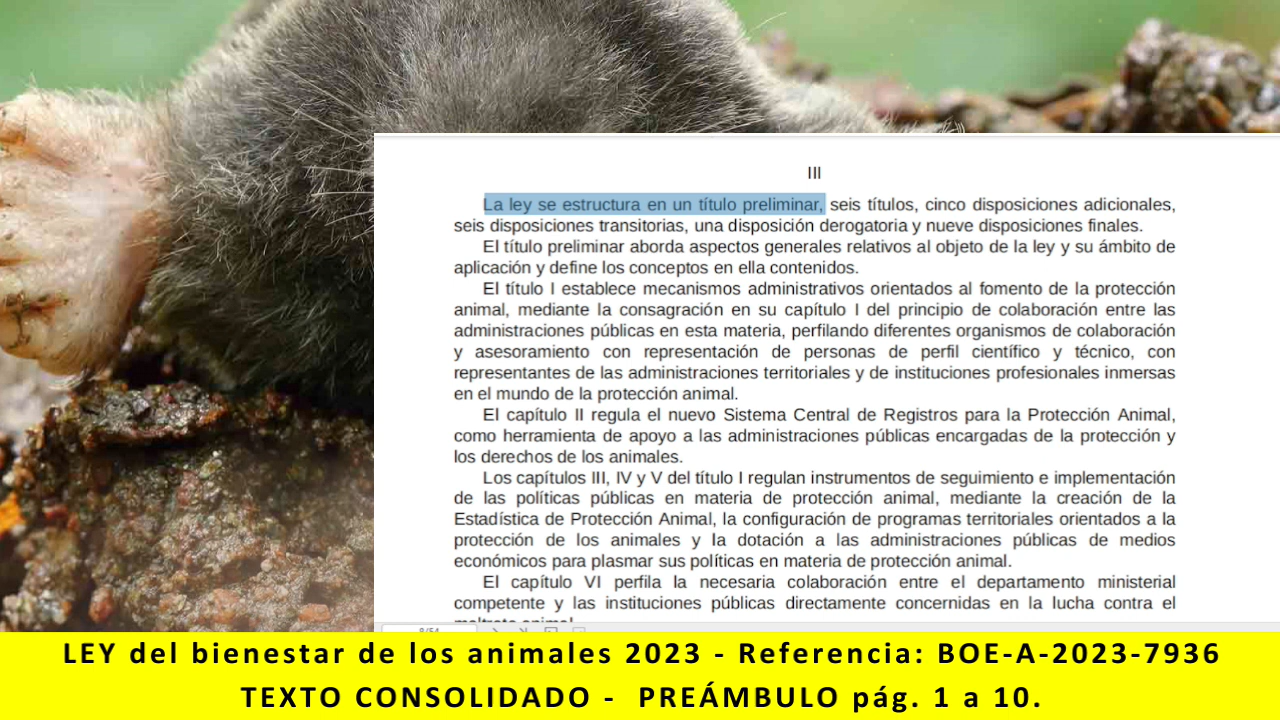 III
La ley se estructura en un título preliminar, seis títulos, cinco disposiciones adicionales,
seis disposiciones transitorias, una disposición derogatoria y nueve disposiciones finales.
El título preliminar aborda aspectos generales relativos al objeto de la ley y su ámbito de
aplicación y define los conceptos en ella contenidos.
El título I establece mecanismos administrativos orientados al fomento de la protección
animal, mediante la consagración en su capítulo I del principio de colaboración entre las
administraciones públicas en esta materia, perfilando diferentes organismos de colaboración
y asesoramiento con representación de personas de perfil científico y técnico, con
representantes de las administraciones territoriales y de instituciones profesionales inmersas
en el mundo de la protección animal.
El capítulo II regula el nuevo Sistema Central de Registros para la Protección Animal,
como herramienta de apoyo a las administraciones públicas encargadas de la protección y
los derechos de los animales.
Los capítulos III, IV y V del título I regulan instrumentos de seguimiento e implementación
de las políticas públicas en materia de protección animal, mediante la creación de la
Estadística de Protección Animal, la configuración de programas territoriales orientados a la
protección de los animales y la dotación a las administraciones públicas de medios
económicos para plasmar sus políticas en materia de protección animal.
El capítulo VI perfila la necesaria colaboración entre el departamento ministerial
competente y las instituciones públicas directamente concernidas en la lucha contra el
maltrato animal.
LEY del bienestar de los animales 2023 - Referencia: BOE-A-2023-7936
TEXTO CONSOLIDADO - PREÁMBULO pág. 1 a 10.